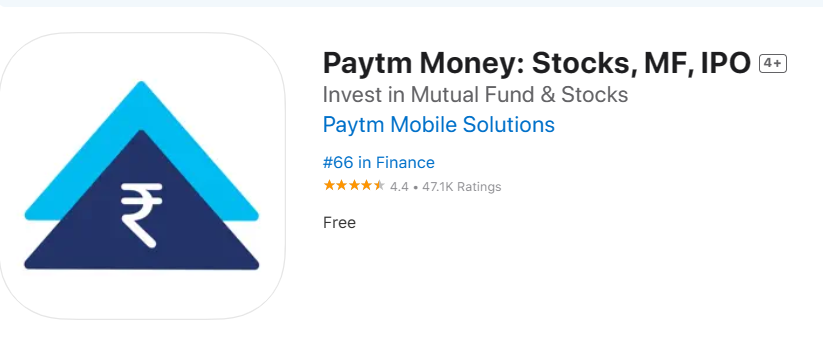 ₹
Paytm Money: Stocks, MF, IPO 4+
Invest in Mutual Fund & Stocks
Paytm Mobile Solutions
#66 in Finance
4.4 • 47.1K Ratings
Free